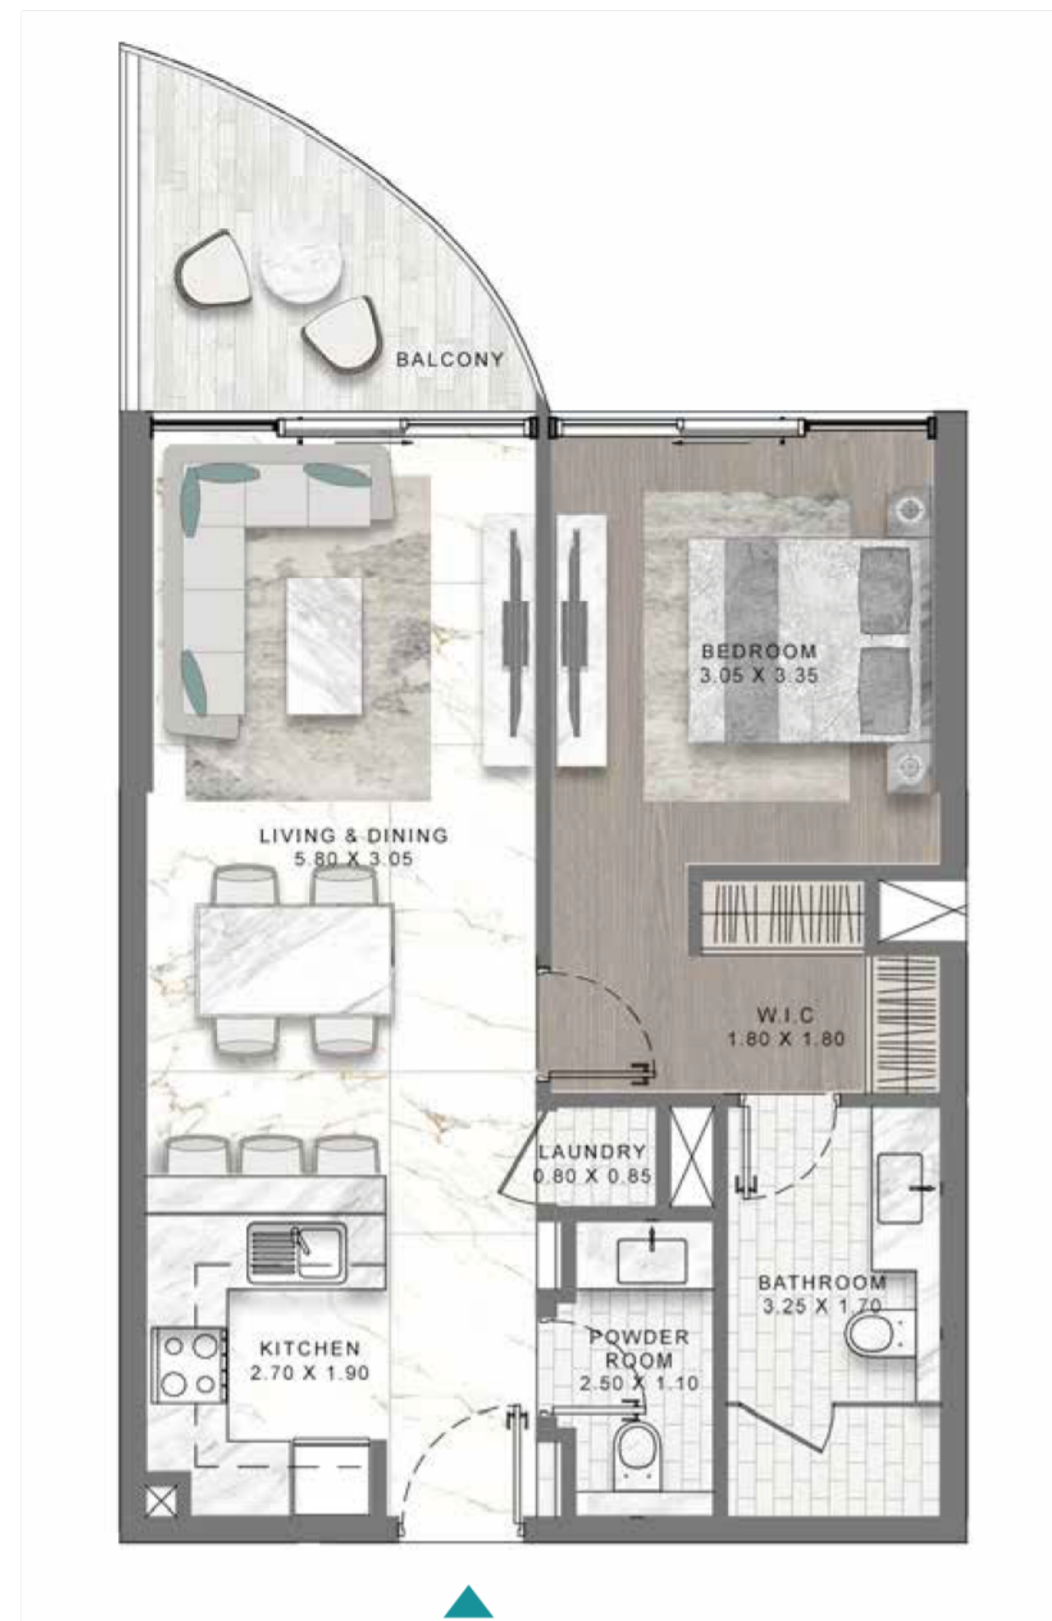 BALCONY
BEDROOM
3.05 X 3.35
LIVING & DINING
5.80 X 3.05
W.I.C
1.80 X 1.80
LAUNDRY
0.80 X 0.85
BATHROOM
3.25 X 1.70
POWDER
ROOM
2.50 X 1.10
KITCHEN
2.70 X 1.90